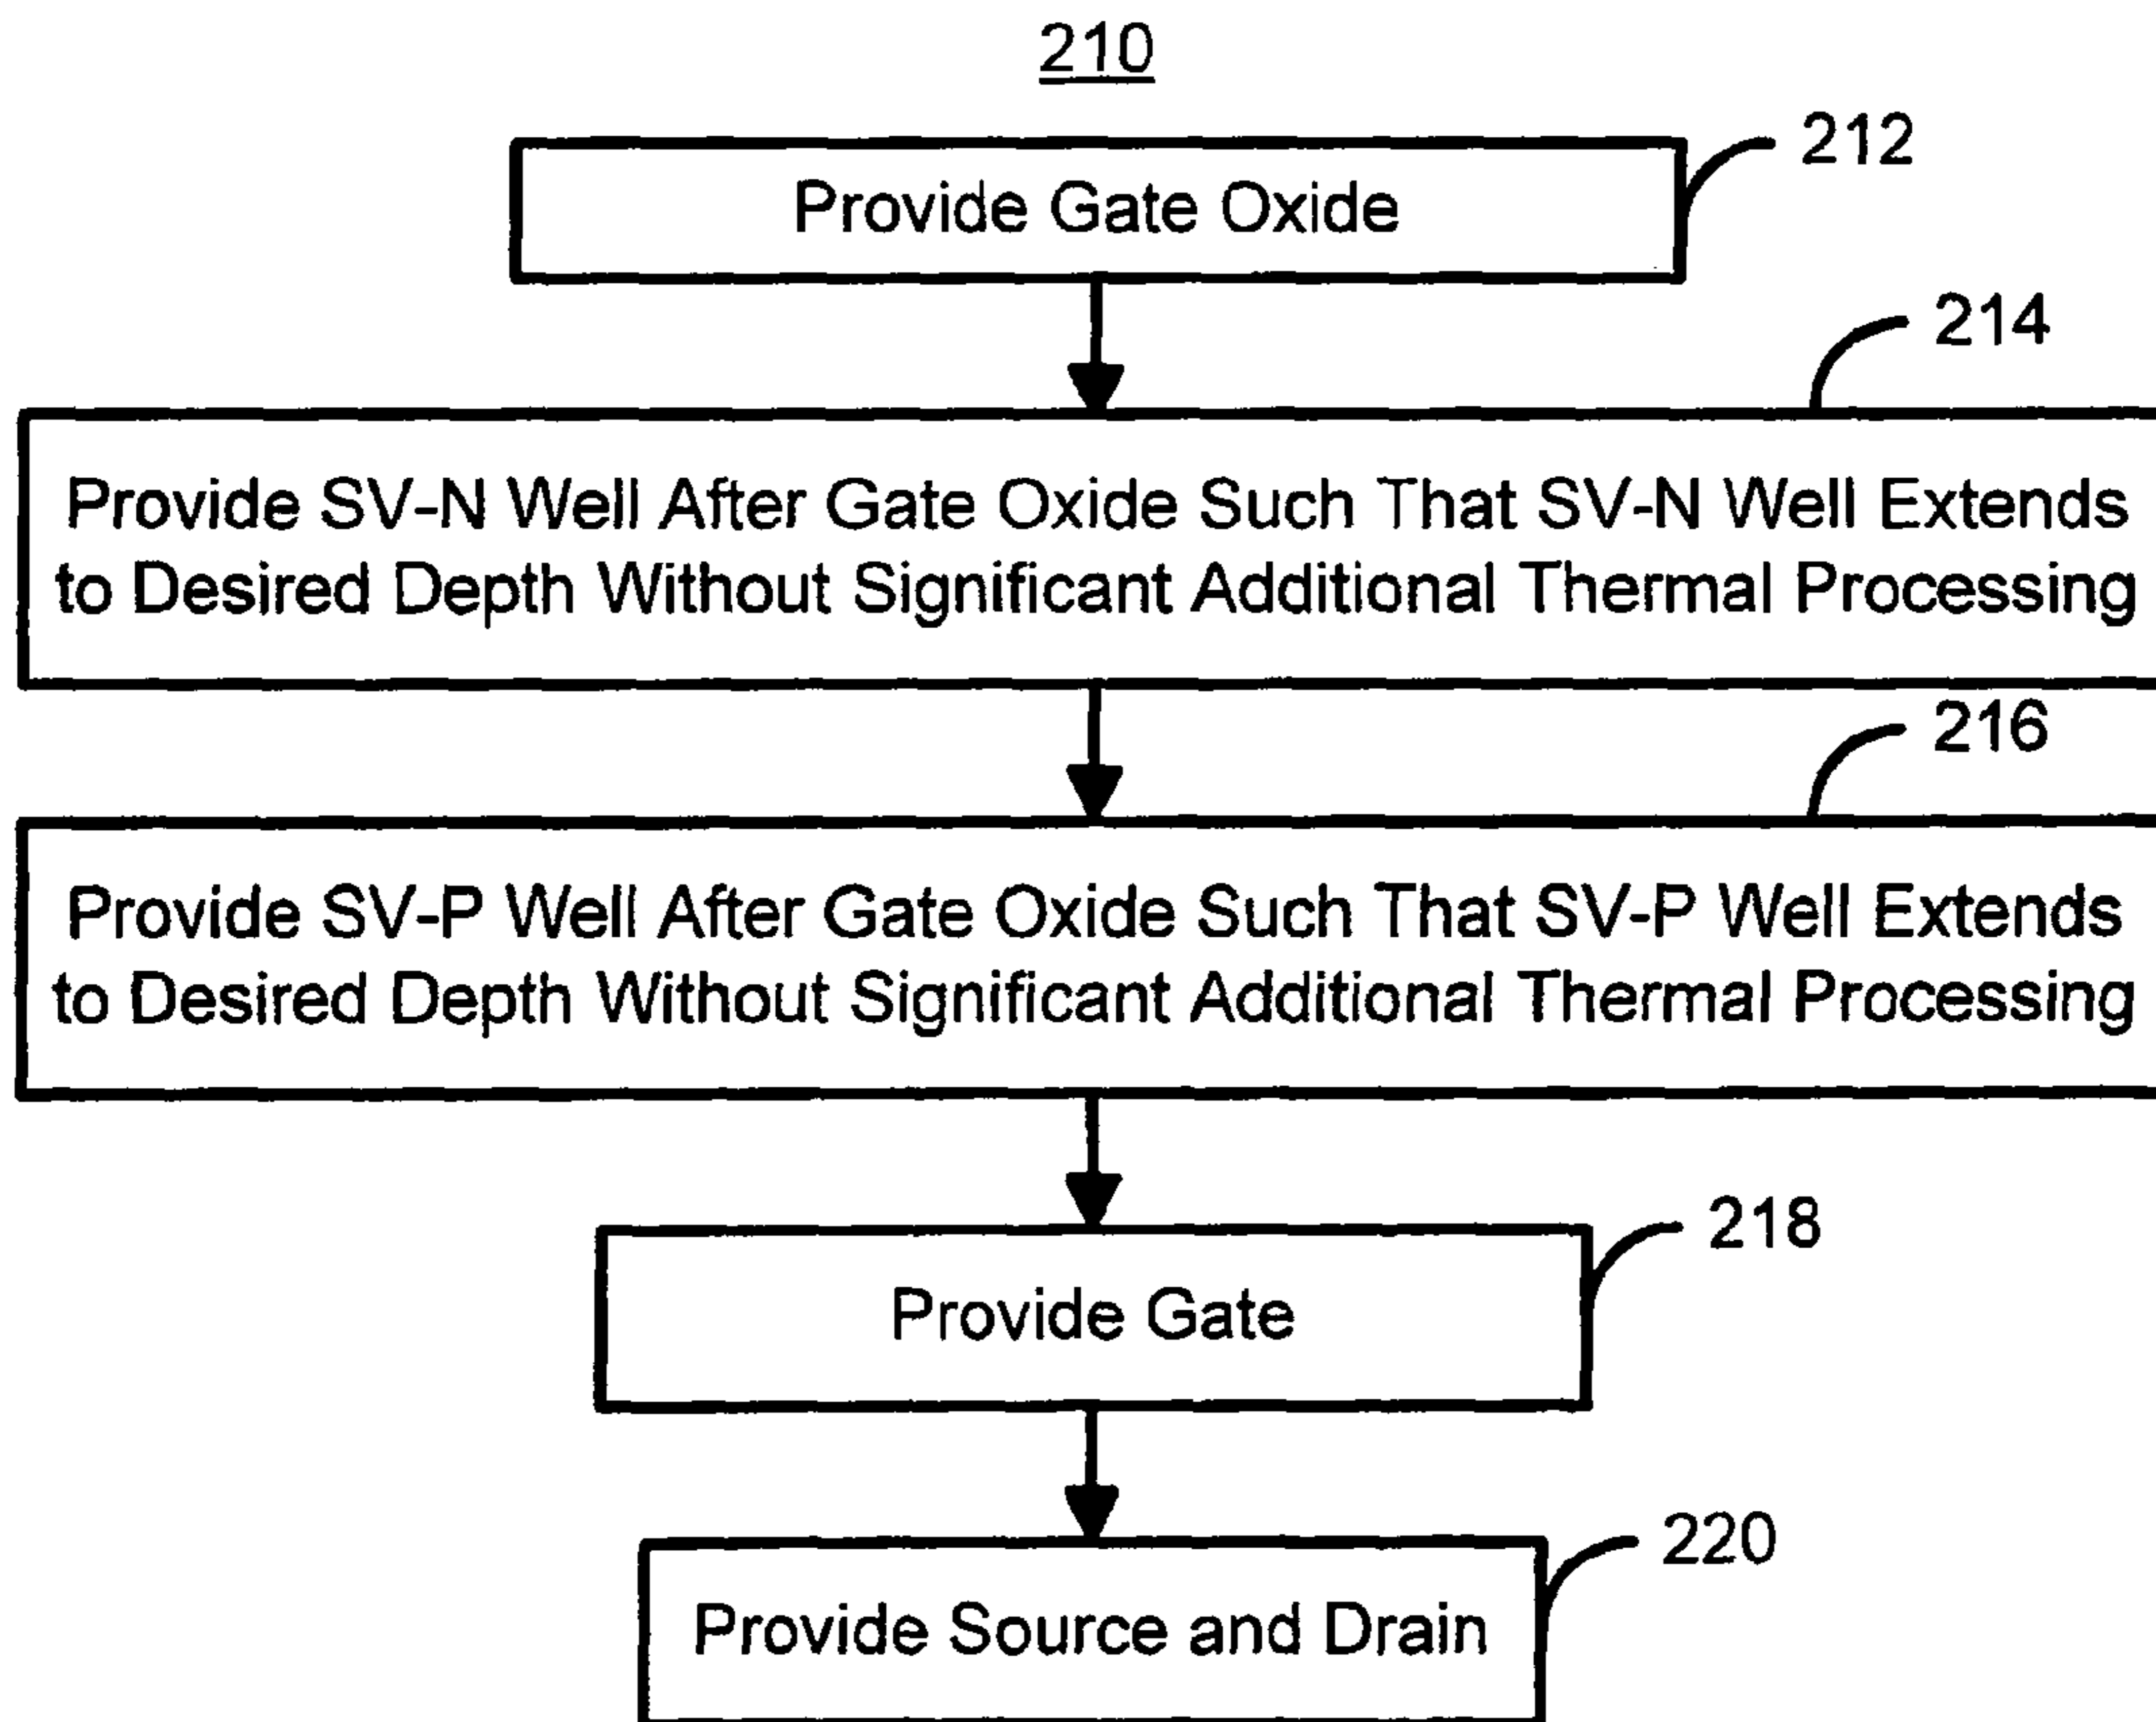 210
Provide Gate Oxide
212
214
Provide SV-N Well After Gate Oxide Such That SV-N Well Extends
to Desired Depth Without Significant Additional Thermal Processing
216
Provide SV-P Well After Gate Oxide Such That SV-P Well Extends
to Desired Depth Without Significant Additional Thermal Processing
218
Provide Gate
220
Provide Source and Drain